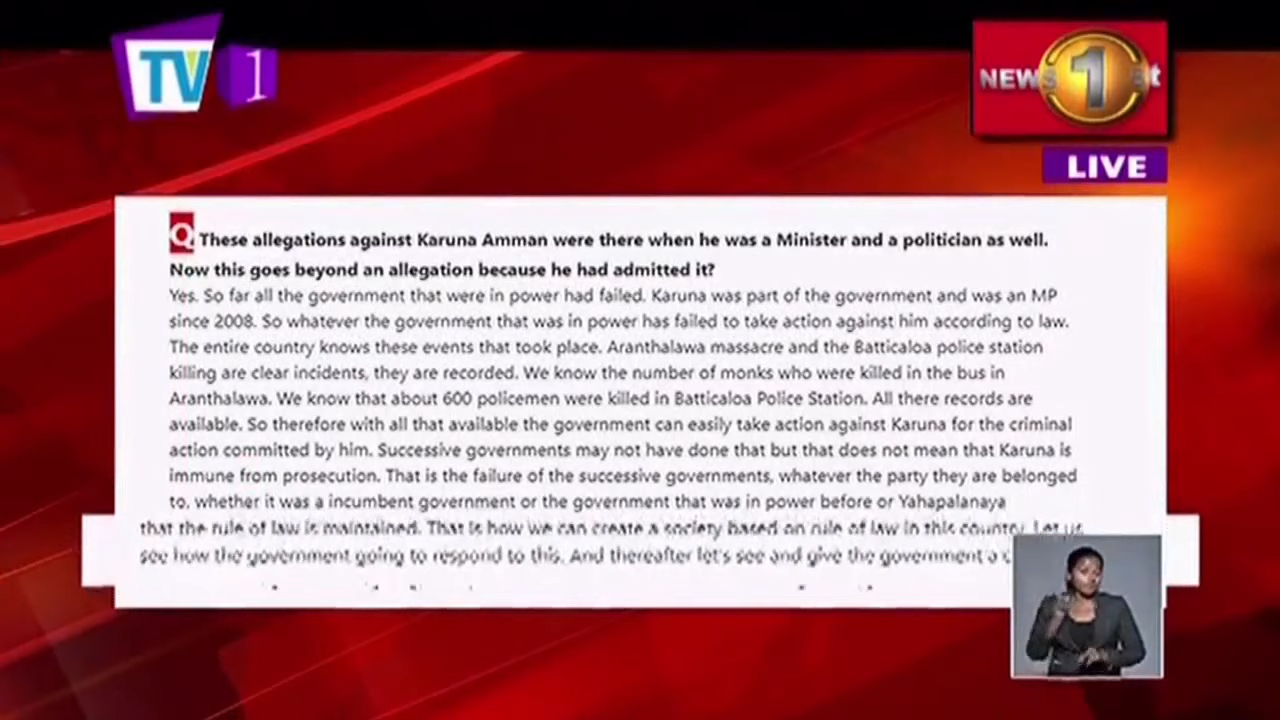 TV 1
NEWS 1st
LIVE
Q These allegations against Karuna Amman were there when he was a Minister and a politician as well.
Now this goes beyond an allegation because he had admitted it?
Yes. So far all the government that were in power had failed. Karuna was part of the government and was an MP
since 2008. So whatever the government that was in power has failed to take action against him according to law.
The entire country knows these events that took place. Aranthalawa massacre and the Batticaloa police station
killing are clear incidents, they are recorded. We know the number of monks who were killed in the bus in
Aranthalawa. We know that about 600 policemen were killed in Batticaloa Police Station. All there records are
available. So therefore with all that available the government can easily take action against Karuna for the criminal
action committed by him. Successive governments may not have done that but that does not mean that Karuna is
immune from prosecution. That is the failure of the successive governments, whatever the party they are belonged
to, whether it was a incumbent government or the government that was in power before or Yahapalanaya
that the rule of law is maintained. That is how we can create a society based on rule of law in this country. Let us
see how the government going to respond to this. And thereafter let's see and give the government a